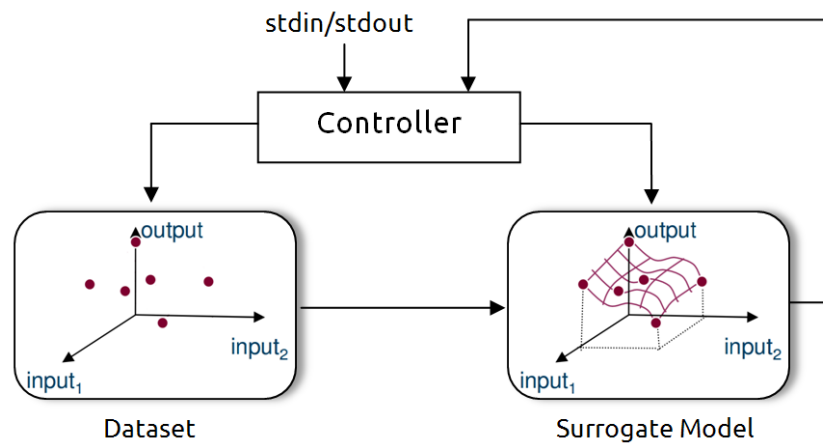 stdin/stdout
Controller
output
input₁
input₂
Dataset
output
input₁
input₂
Surrogate Model